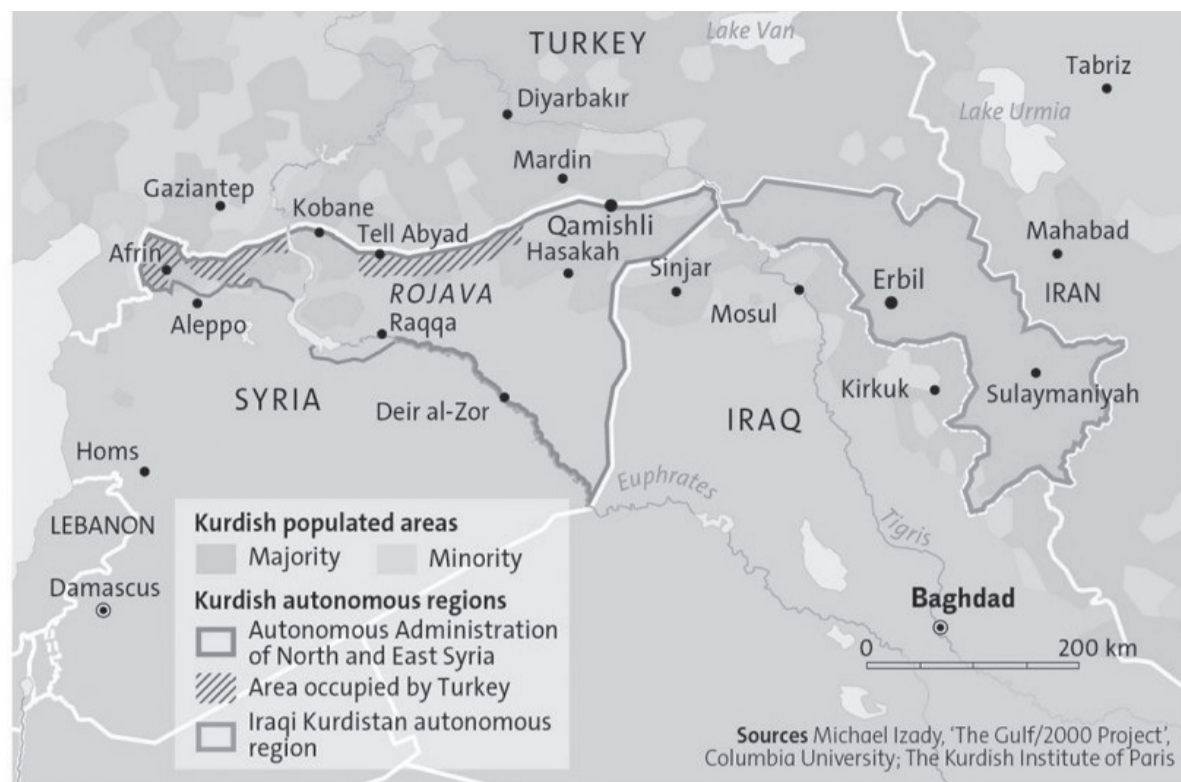 Lake Van
TURKEY
Tabriz
Diyarbakır
Lake Urmia
Mardin
Gaziantep
Kobane
Qamishli
Tell Abyad
Mahabad
Afrin
Hasakah
Sinjar
Erbil
IRAN
ROJAVA
Aleppo
Mosul
Raqqa
Kirkuk
Sulaymaniyah
SYRIA
Deir al-Zor
IRAQ
Homs
Euphrates
LEBANON
Tigris
Damascus
Baghdad
Kurdish populated areas
Majority Minority
Kurdish autonomous regions
Autonomous Administration
of North and East Syria
Area occupied by Turkey
Iraqi Kurdistan autonomous
region
0 200 km
Sources Michael Izady, ‘The Gulf/2000 Project’,
Columbia University; The Kurdish Institute of Paris